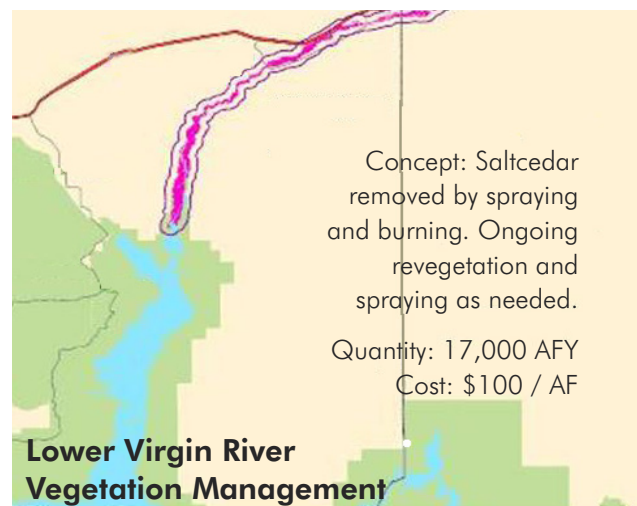 Concept: Saltcedar
removed by spraying
and burning. Ongoing
revegetation and
spraying as needed.
Quantity: 17,000 AFY
Cost: $100 / AF
Lower Virgin River
Vegetation Management